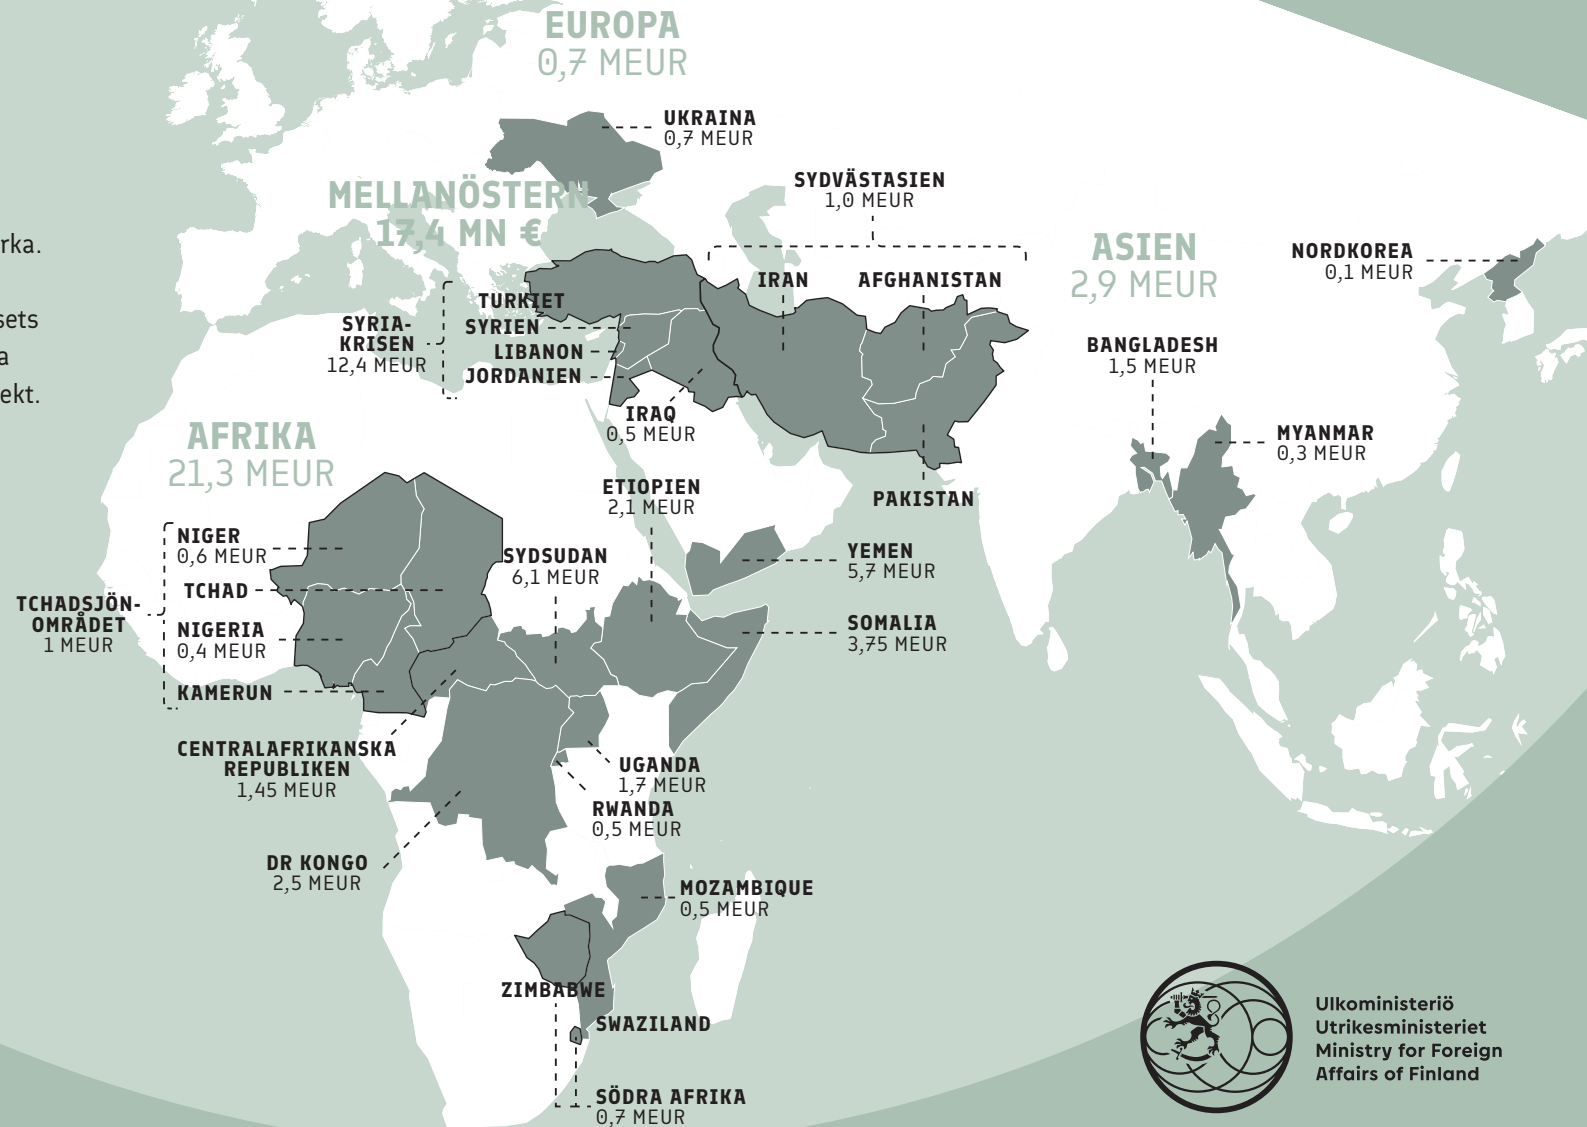 rka.
sets
a
ekt.
EUROPA
0,7 MEUR
UKRAINA
0,7 MEUR
MELLANÖSTERN
17,4 MN €
SYDVÄSTASIEN
1,0 MEUR
IRAN
AFGHANISTAN
PAKISTAN
ASIEN
2,9 MEUR
NORDKOREA
0,1 MEUR
BANGLADESH
1,5 MEUR
MYANMAR
0,3 MEUR
SYRIA-
KRISEN
12,4 MEUR
TURKIET
SYRIEN
LIBANON
JORDANIEN
IRAQ
0,5 MEUR
AFRIKA
21,3 MEUR
ETIOPIEN
2,1 MEUR
SYDSUDAN
6,1 MEUR
YEMEN
5,7 MEUR
SOMALIA
3,75 MEUR
TCHADSJÖN-
OMRÅDET
1 MEUR
NIGER
0,6 MEUR
TCHAD
NIGERIA
0,4 MEUR
KAMERUN
CENTRALAFRIKANSKA
REPUBLIKEN
1,45 MEUR
UGANDA
1,7 MEUR
RWANDA
0,5 MEUR
DR KONGO
2,5 MEUR
MOZAMBIQUE
0,5 MEUR
ZIMBABWE
SWAZILAND
SÖDRA AFRIKA
0,7 MEUR
Ulkoministeriö
Utrikesministeriet
Ministry for Foreign
Affairs of Finland